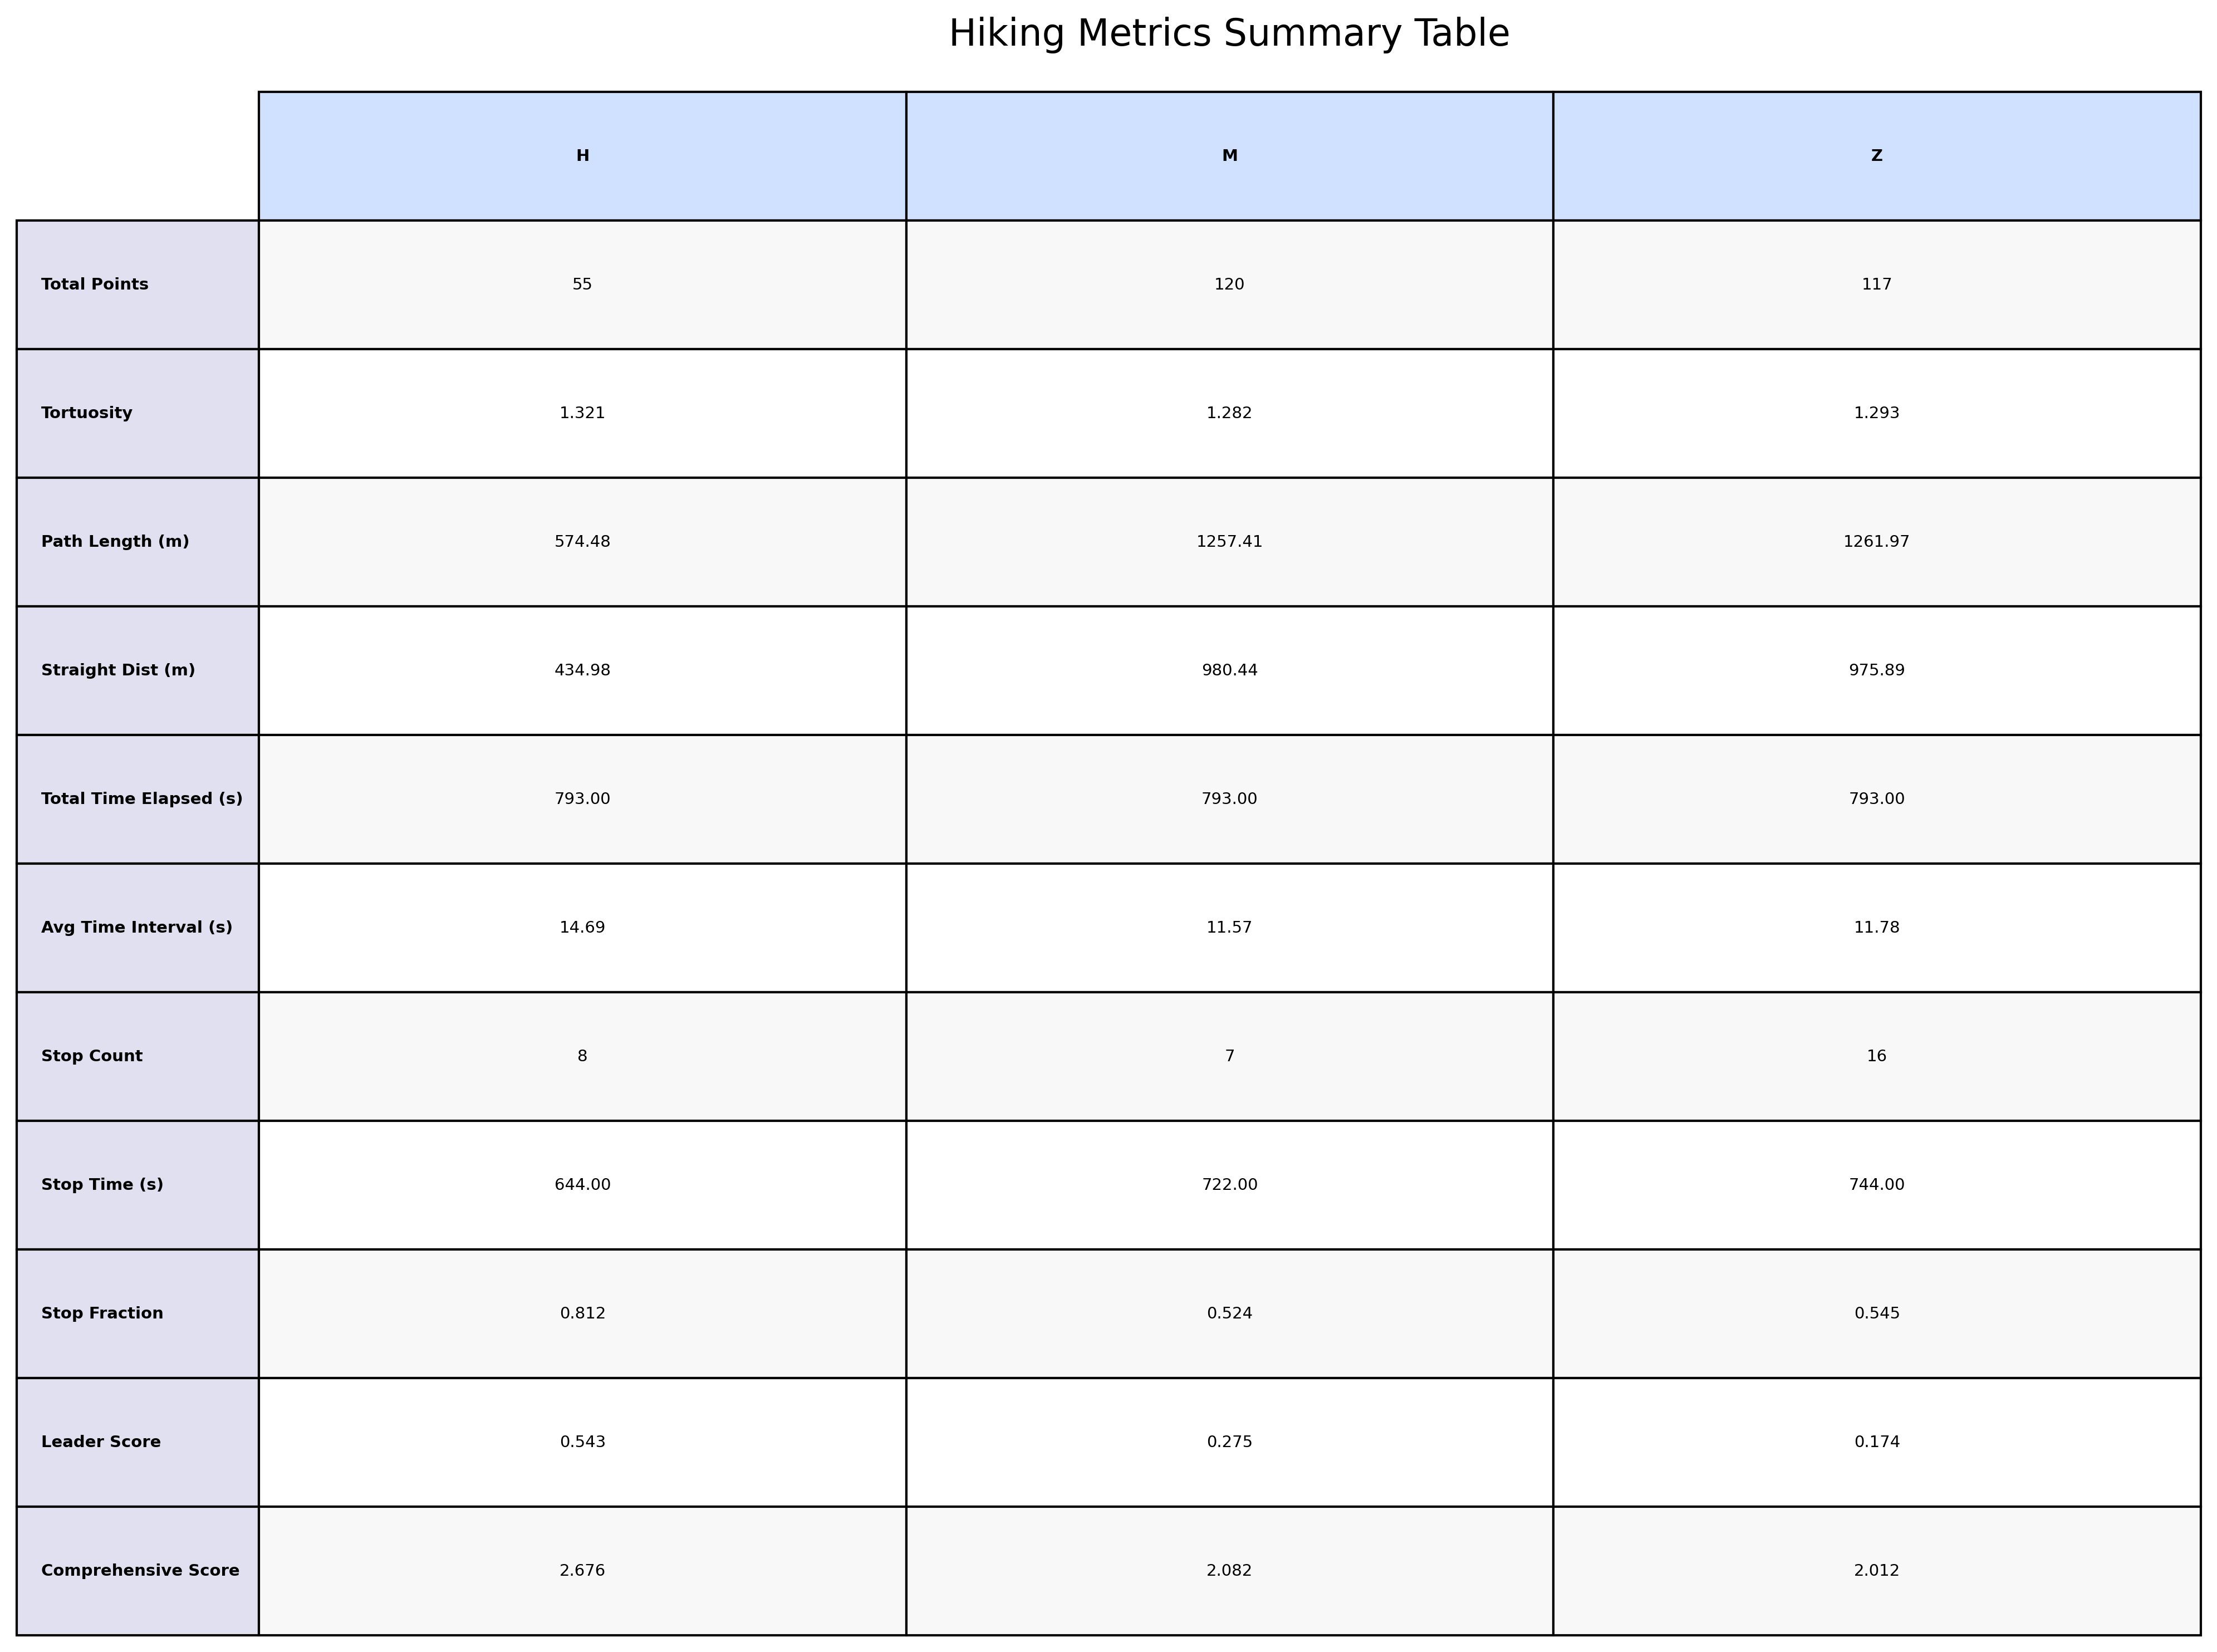 Hiking Metrics Summary Table
H M Z
Total Points 55 120 117
Tortuosity 1.321 1.282 1.293
Path Length (m) 574.48 1257.41 1261.97
Straight Dist (m) 434.98 980.44 975.89
Total Time Elapsed (s) 793.00 793.00 793.00
Avg Time Interval (s) 14.69 11.57 11.78
Stop Count 8 7 16
Stop Time (s) 644.00 722.00 744.00
Stop Fraction 0.812 0.524 0.545
Leader Score 0.543 0.275 0.174
Comprehensive Score 2.676 2.082 2.012